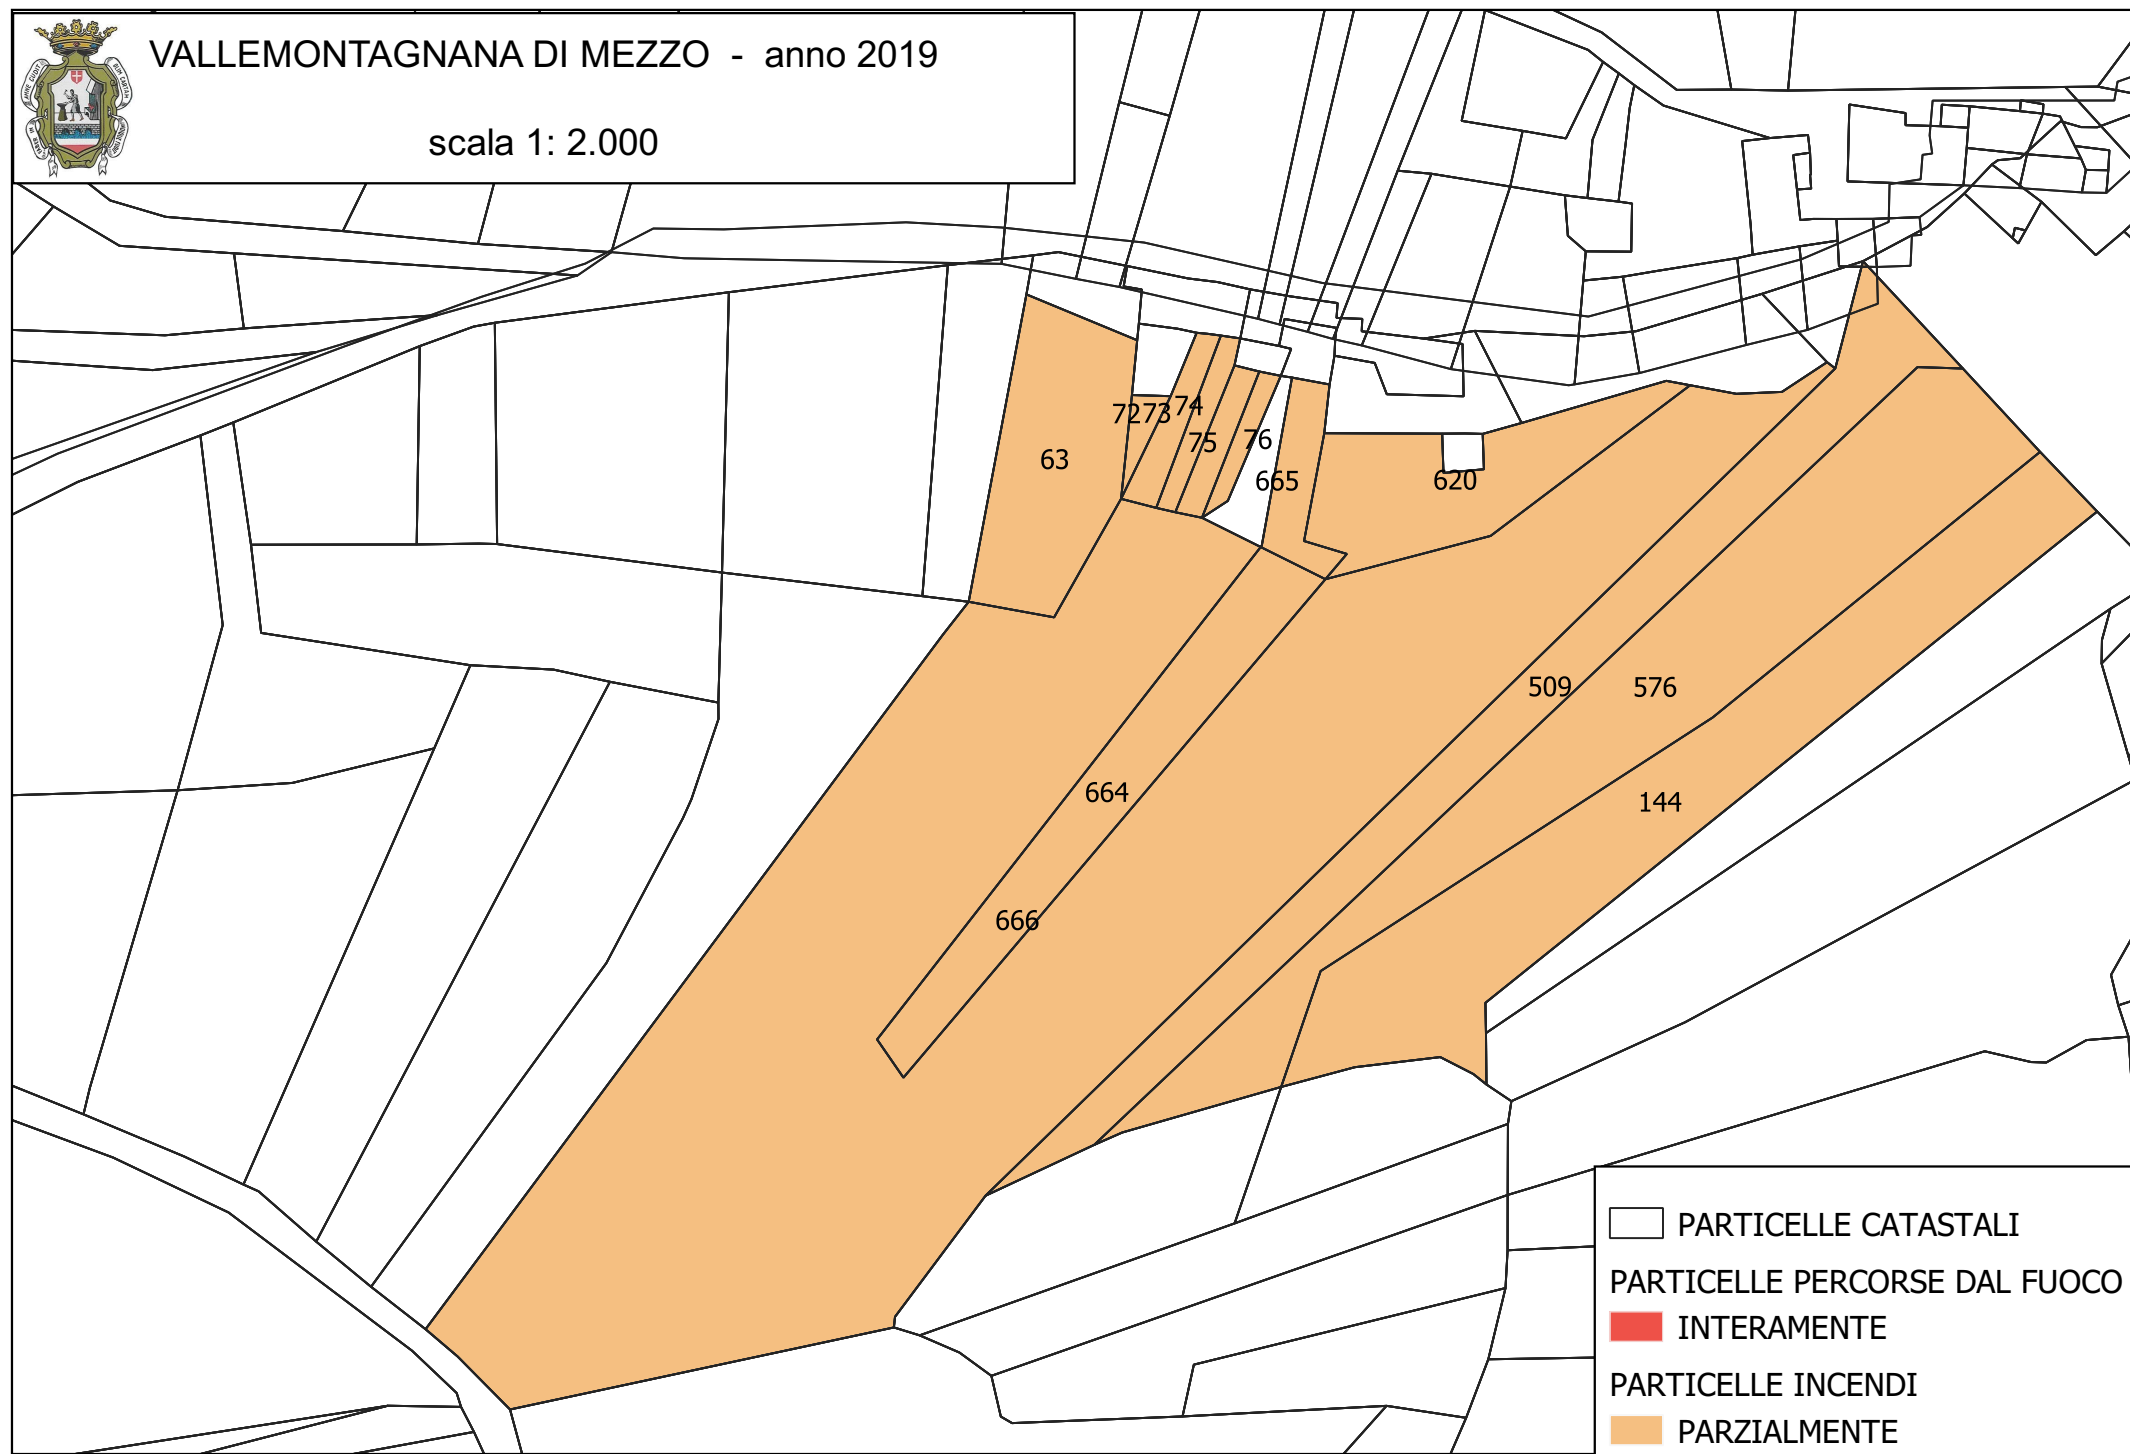 VALLEMONTAGNANA DI MEZZO - anno 2019
scala 1: 2.000
72 73 74
75 76
63
665 620
509 576
664 144
666
PARTICELLE CATASTALI
PARTICELLE PERCORSE DAL FUOCO
INTERAMENTE
PARTICELLE INCENDI
PARZIALMENTE